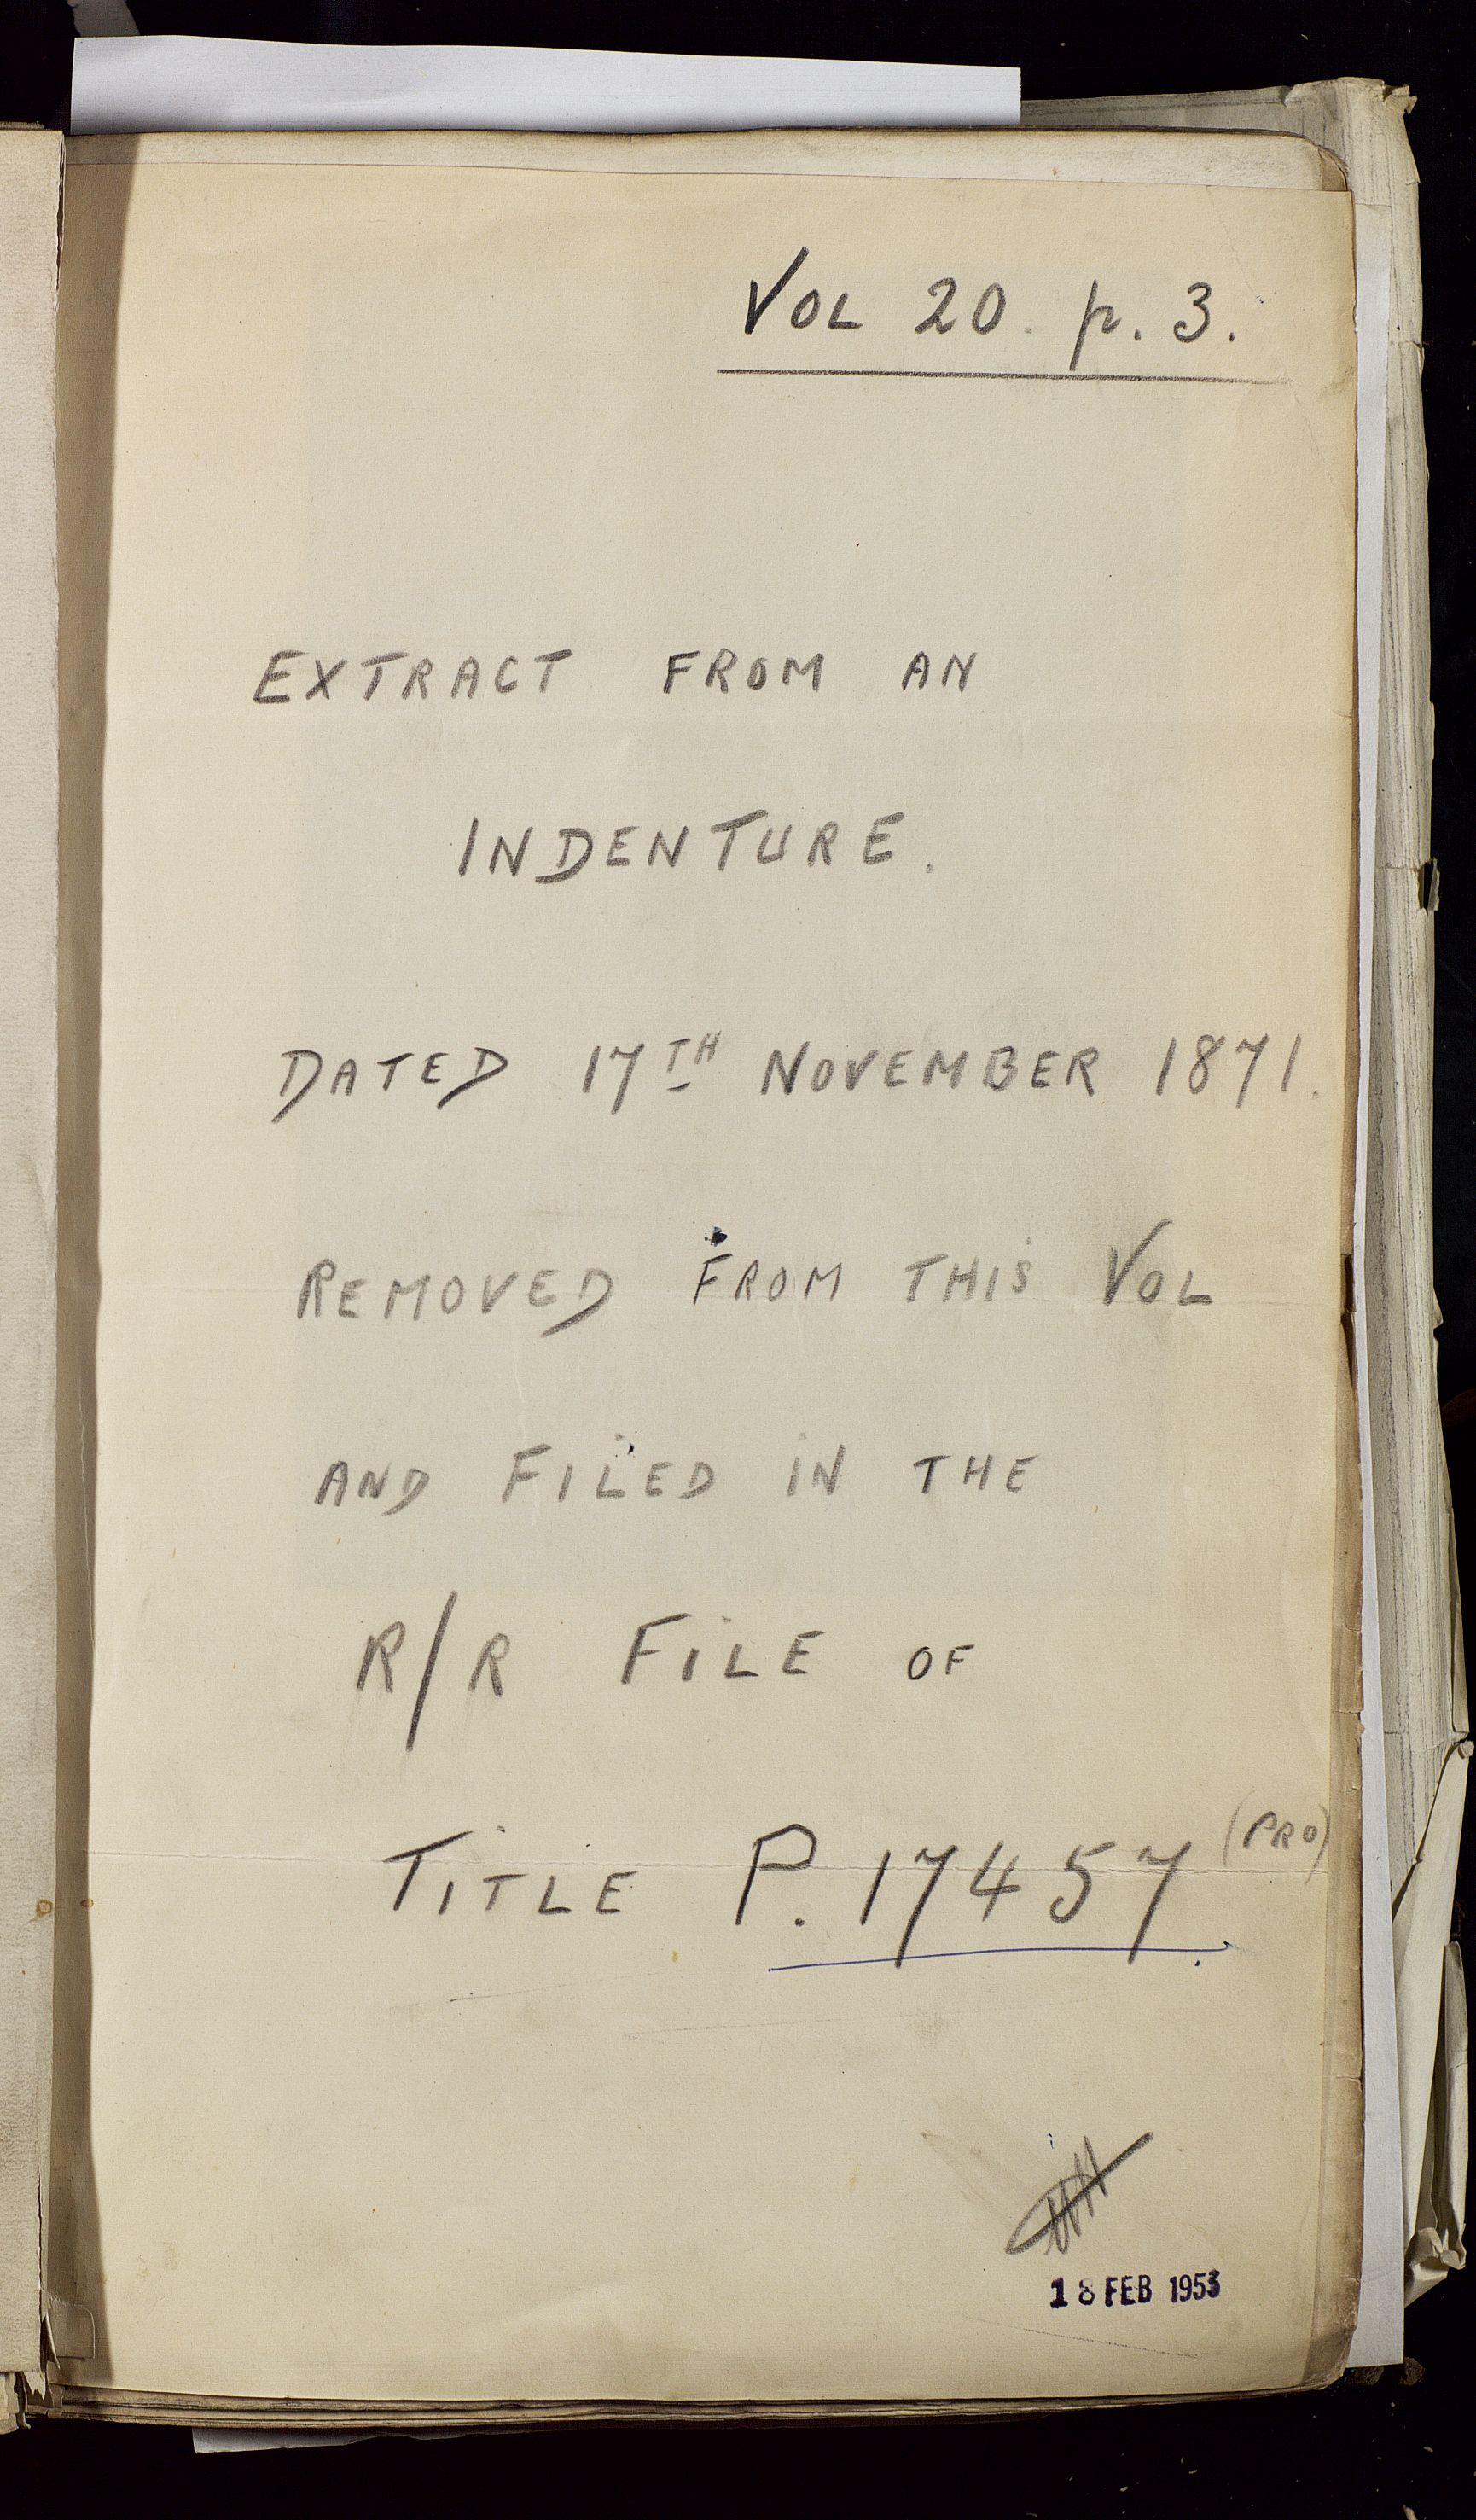 VOL 20. p. 3.
EXTRACT FROM AN
INDENTURE.
DATED 17TH NOVEMBER 1871.
REMOVED FROM THIS VOL
AND FILED IN THE
R/R FILE OF
TITLE P. 17457 (PRO)
18 FEB 1953